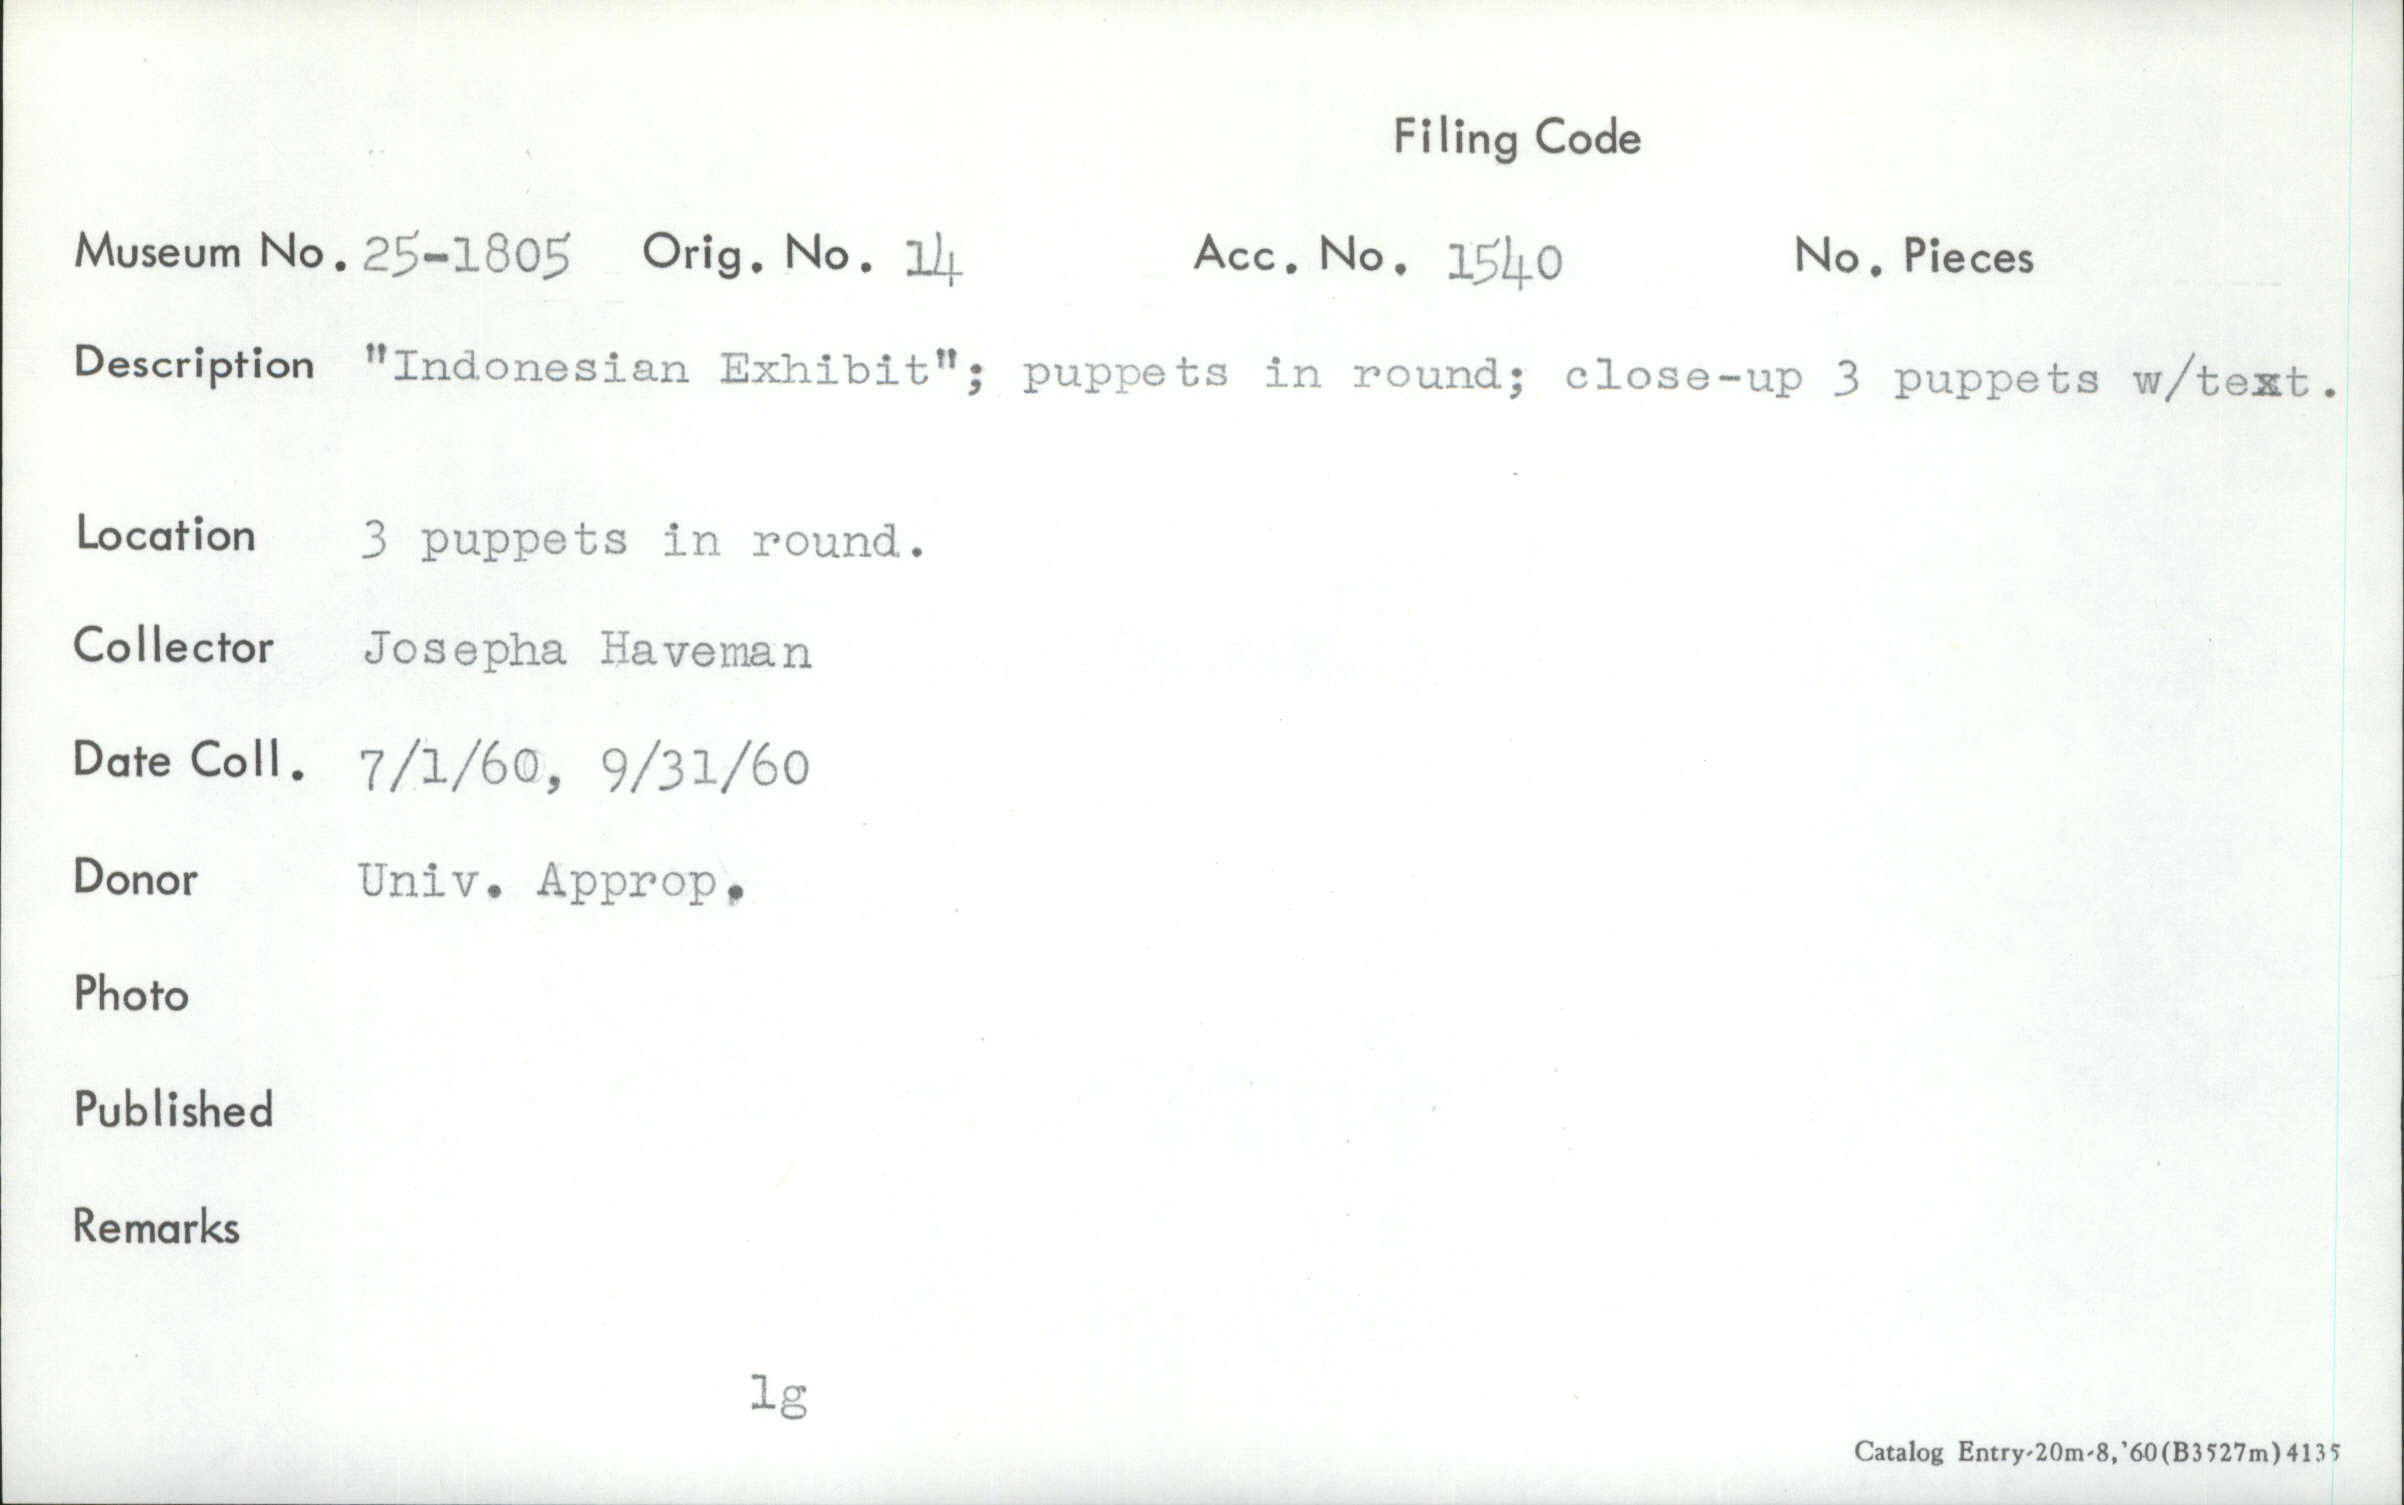 Filing Code
Museum No. 25-1805 Orig. No. 14 Acc. No. 1540 No. Pieces
Description "Indonesian Exhibit"; puppets in round; close-up 3 puppets w/text.
Location 3 puppets in round.
Collector Josepha Haveman
Date Coll. 7/1/60, 9/31/60
Donor Univ. Approp.
Photo
Published
Remarks
lg
Catalog Entry-20m-8,'60(B3527m)4135